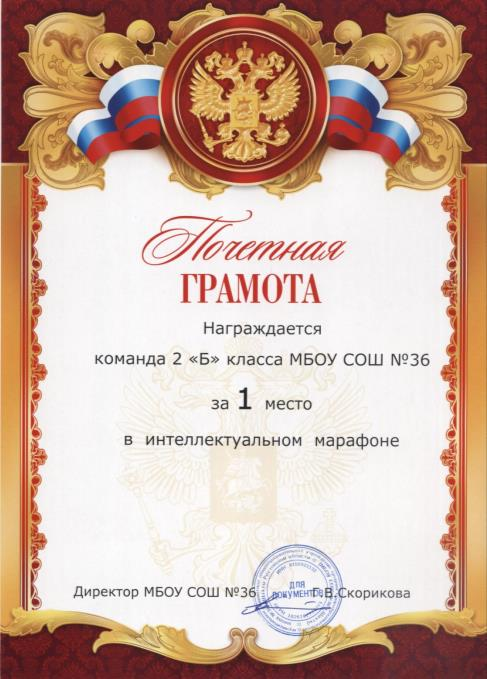 Почетная
ГРАМОТА
Награждается
команда 2 «Б» класса МБОУ СОШ №36
за 1 место
в интеллектуальном марафоне
Директор МБОУ СОШ №36 Г.В.Скорикова
ДЛЯ
ДОКУМЕНТОВ